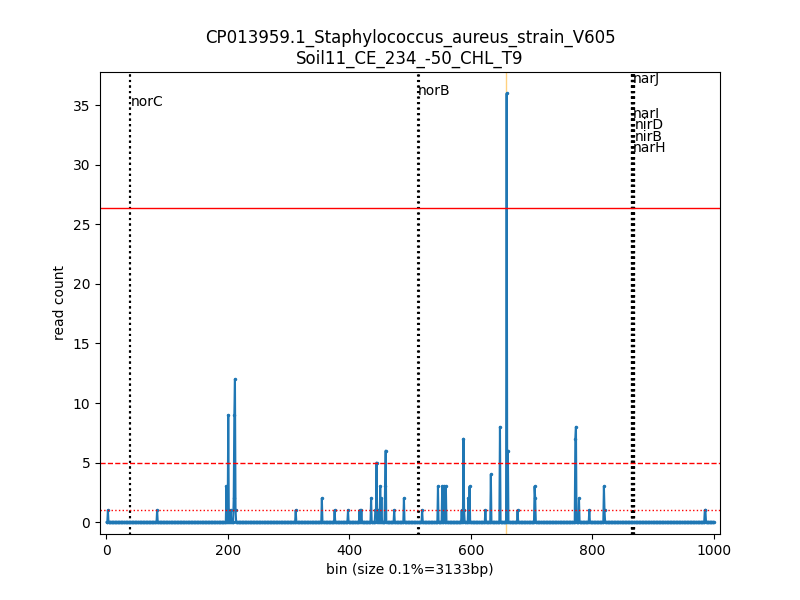 CP013959.1_Staphylococcus_aureus_strain_V605
Soil11_CE_234_-50_CHL_T9
narJ
norB
norC
narI
nirD
nirB
narH
35
30
25
20
15
10
5
0
read count
0 200 400 600 800 1000
bin (size 0.1%=3133bp)